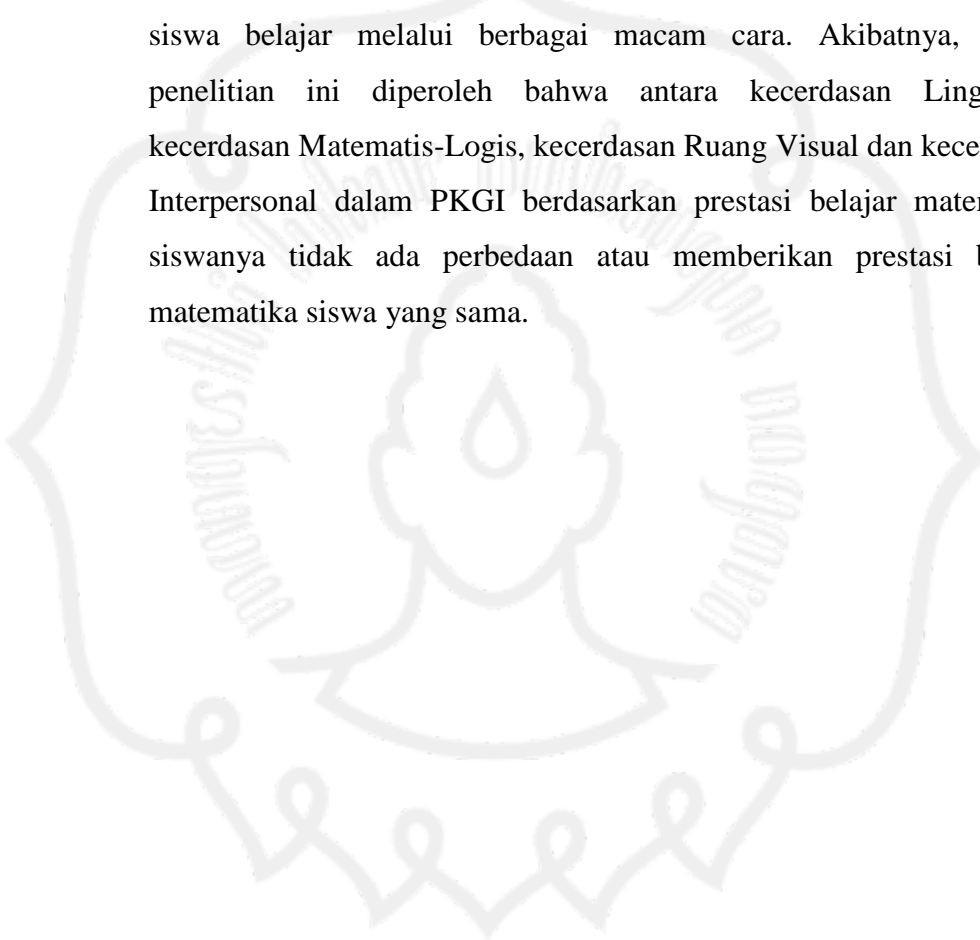 siswa belajar melalui berbagai macam cara. Akibatnya,
penelitian ini diperoleh bahwa antara kecerdasan
kecerdasan Matematis-Logis, kecerdasan Ruang Visual dan
Interpersonal dalam PKGI berdasarkan prestasi belajar
siswanya tidak ada perbedaan atau memberikan prestasi
matematika siswa yang sama.